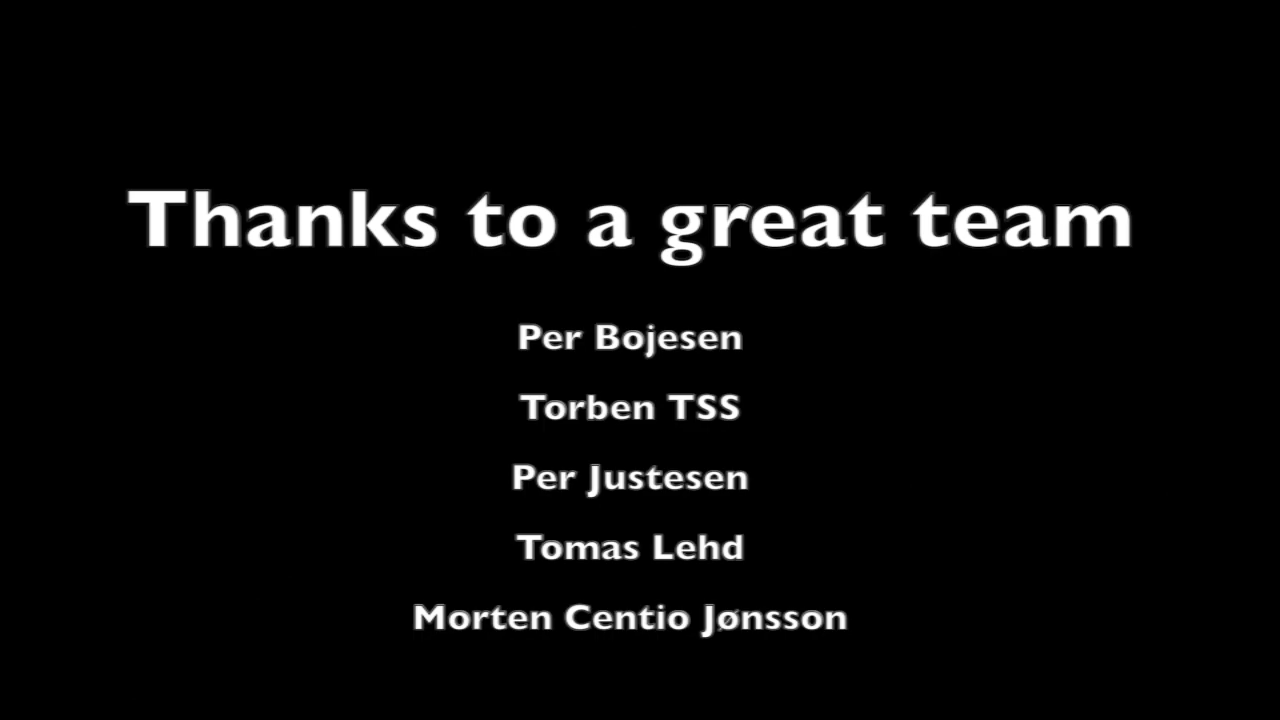 Thanks to a great team
Per Bojesen
Torben TSS
Per Justesen
Tomas Lehd
Morten Centio Jønsson